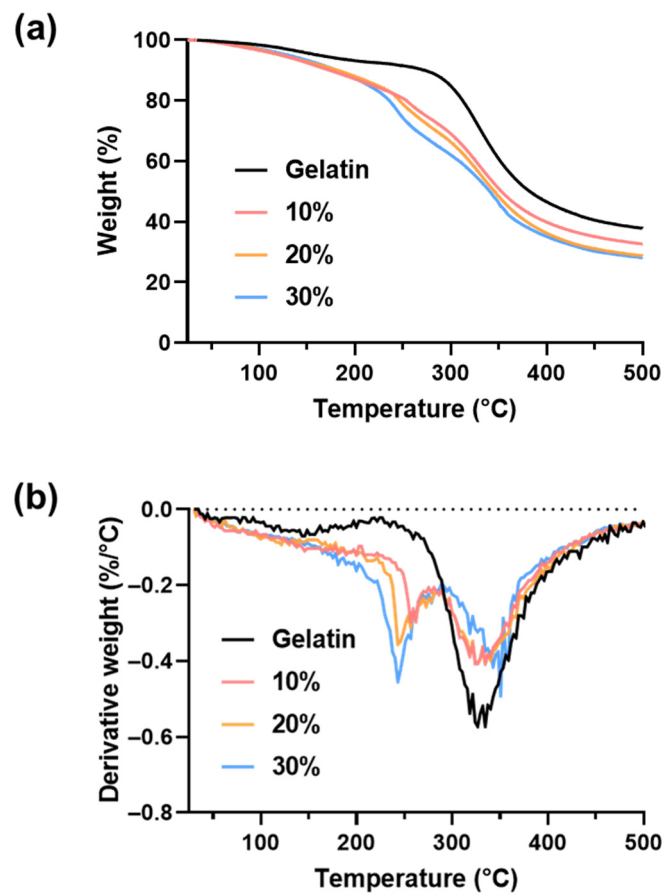 (a)
100
80
60
40
20
0
Weight (%)
Gelatin
10%
20%
30%
100 200 300 400 500
Temperature (°C)
(b)
0.0
−0.2
−0.4
−0.6
−0.8
Derivative weight (%/°C)
Gelatin
10%
20%
30%
100 200 300 400 500
Temperature (°C)